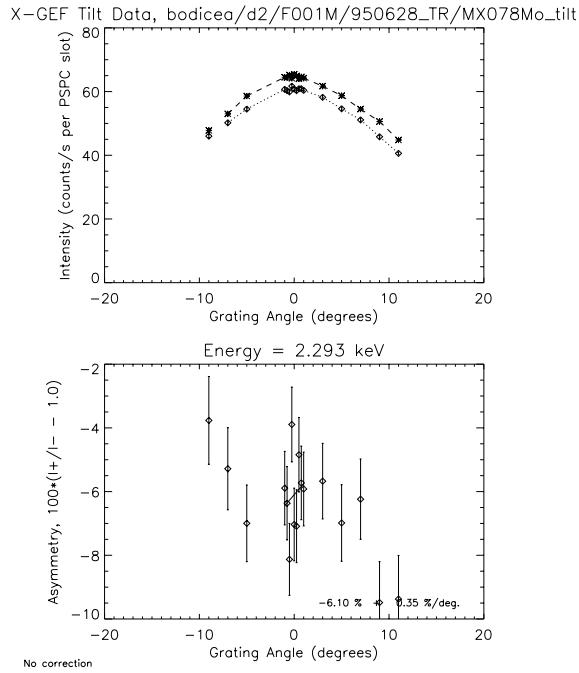 X-GEF Tilt Data, bodicea/d2/F001M/950628_TR/MX078Mo_tilt
Intensity (counts/s per PSPC slot)
80
60
40
20
0
-20 -10 0 10 20
Grating Angle (degrees)
Energy = 2.293 keV
Asymmetry, 100*(I+/I- - 1.0)
-2
-4
-6
-8
-10
-6.10 % + 0.35 %/deg.
-20 -10 0 10 20
Grating Angle (degrees)
No correction